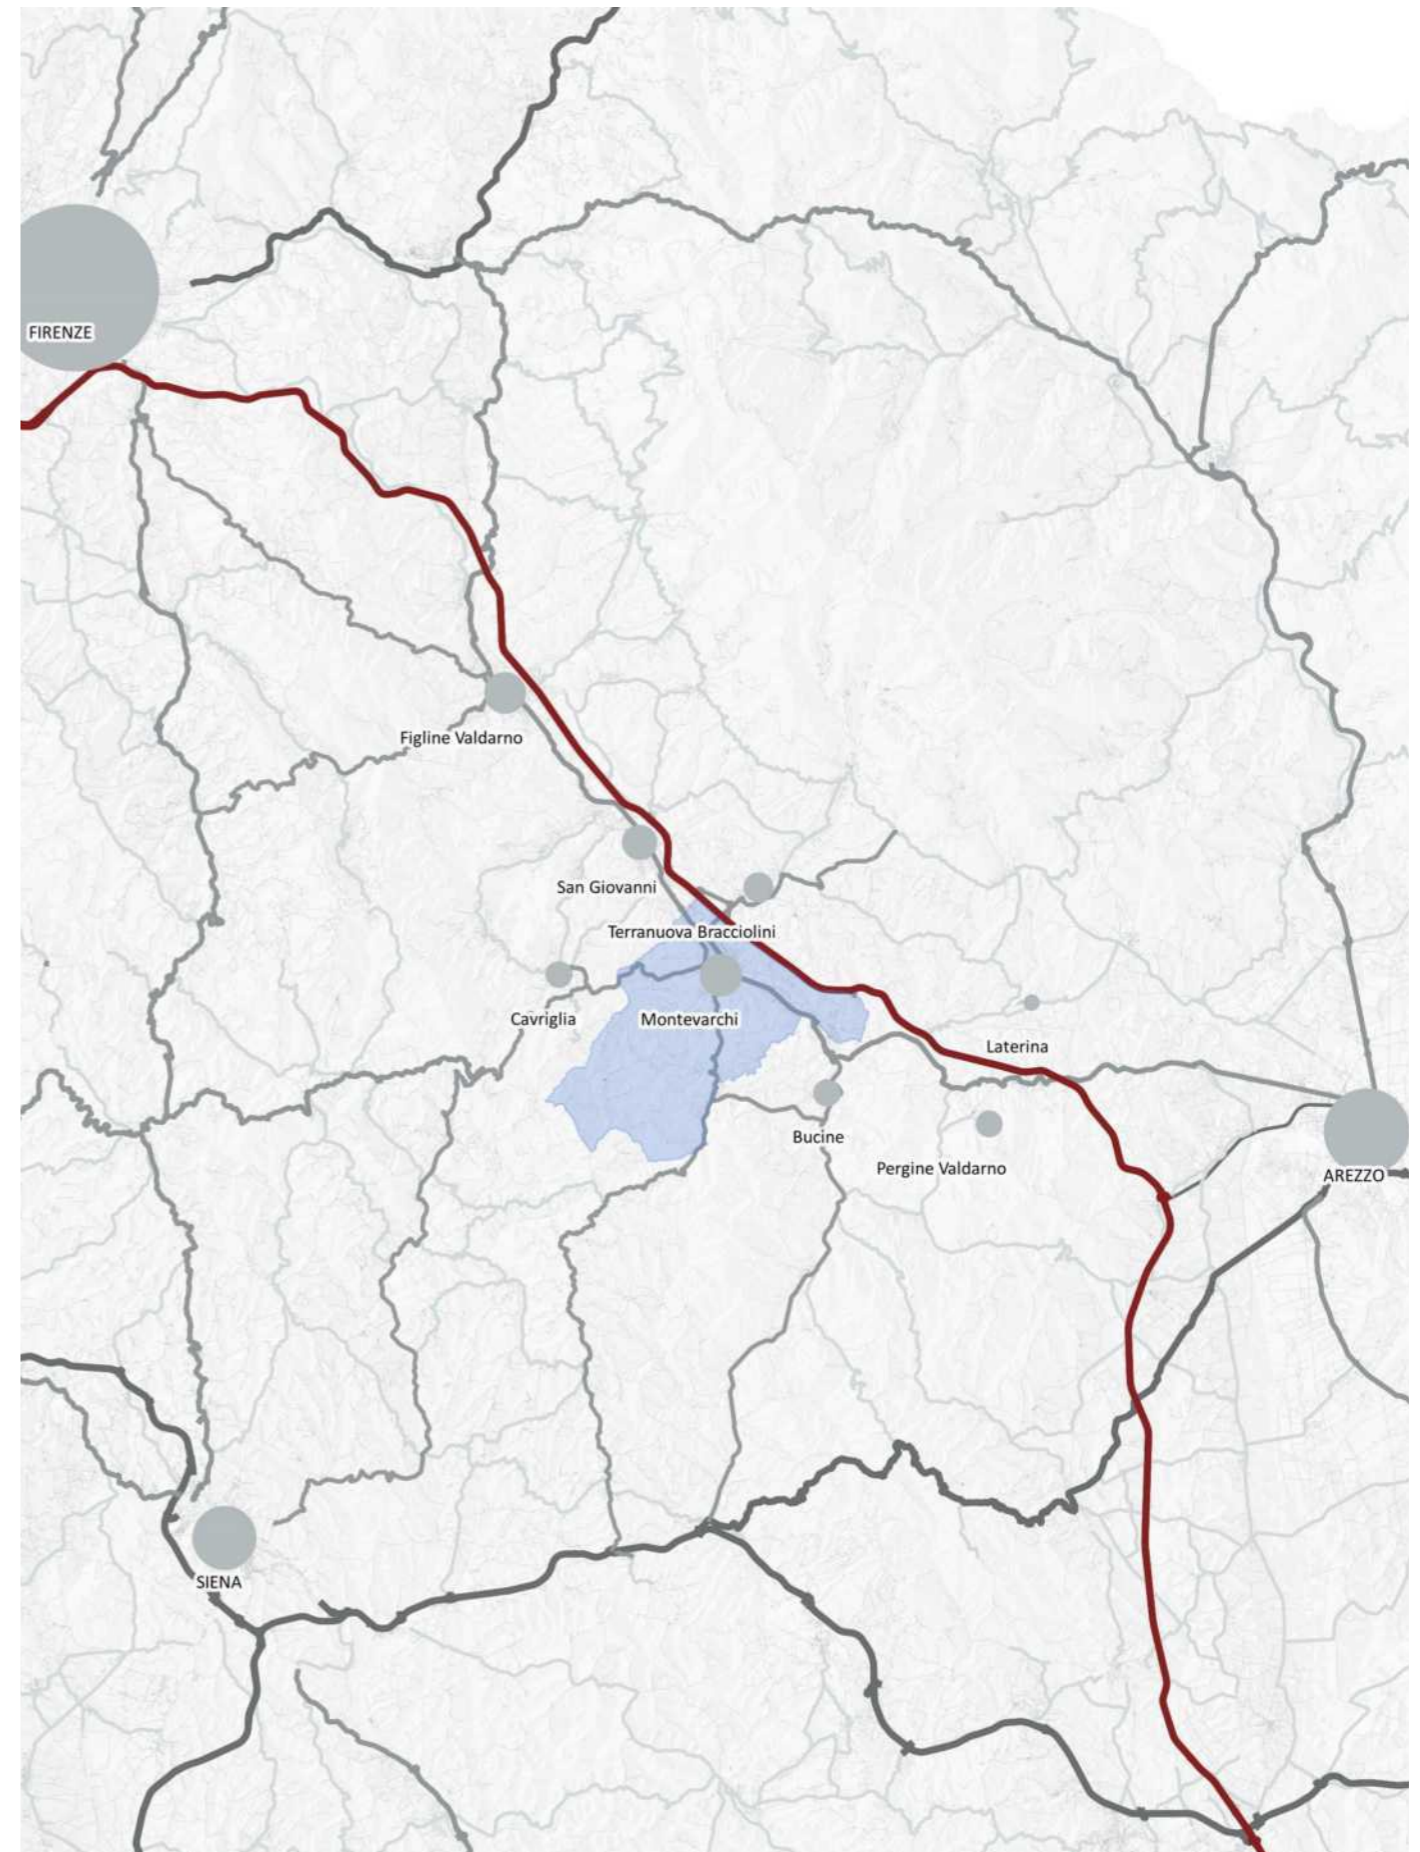 FIRENZE
Figline Valdarno
San Giovanni
Terranuova Bracciolini
Cavriglia
Montevarchi
Laterina
Bucine
Pergine Valdarno
AREZZO
SIENA